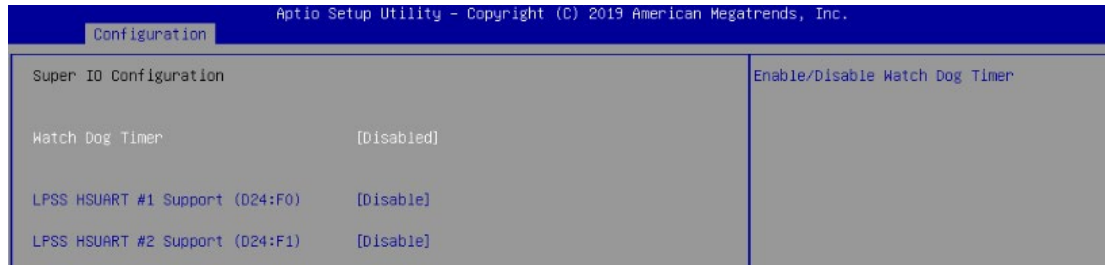 Aptio Setup Utility – Copyright (C) 2019 American Megatrends, Inc.
Configuration
Super IO Configuration
Enable/Disable Watch Dog Timer
Watch Dog Timer [Disabled]
LPSS HSUART #1 Support (D24:F0) [Disable]
LPSS HSUART #2 Support (D24:F1) [Disable]